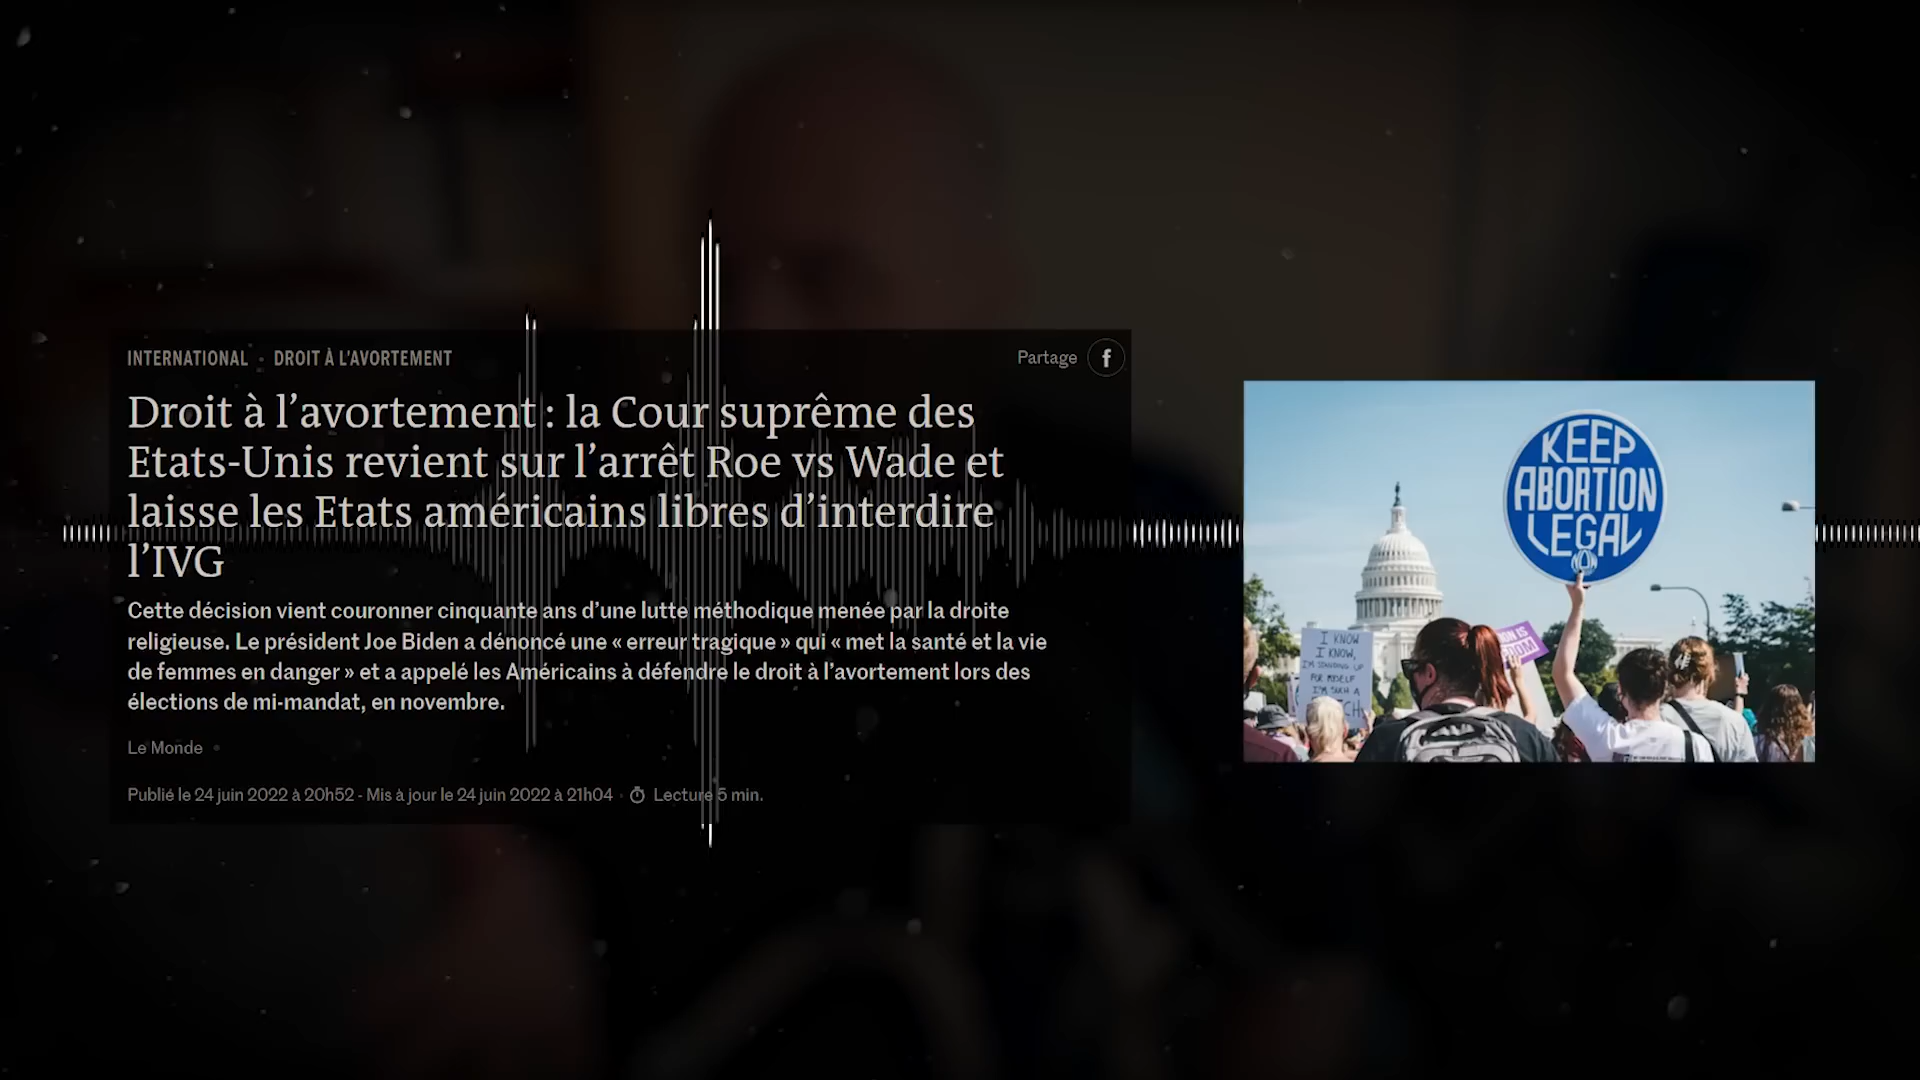 INTERNATIONAL · DROIT À L'AVORTEMENT
Partage
Droit à l'avortement : la Cour suprême des
Etats-Unis revient sur l'arrêt Roe vs Wade et
laisse les Etats américains libres d'interdire
l'IVG
Cette décision vient couronner cinquante ans d'une lutte méthodique menée par la droite
religieuse. Le président Joe Biden a dénoncé une « erreur tragique » qui « met la santé et la vie
de femmes en danger » et a appelé les Américains à défendre le droit à l'avortement lors des
élections de mi-mandat, en novembre.
Le Monde
Publié le 24 juin 2022 à 20h52 - Mis à jour le 24 juin 2022 à 21h04 · Lecture 5 min.
KEEP
ABORTION
LEGAL
NOW
I KNOW
I KNOW,
I'M STANDING UP
FOR MYSELF
I'M SUCH A